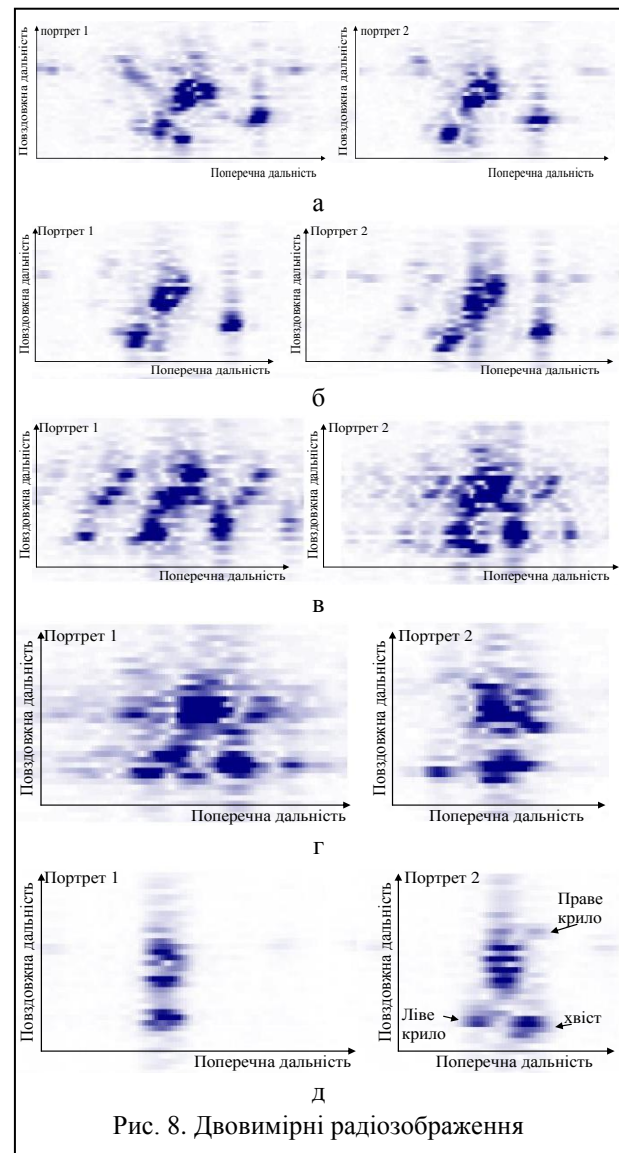 портрет 1
Повздовжна дальність
Поперечна дальність
портрет 2
Повздовжна дальність
Поперечна дальність
а
Портрет 1
Повздовжна дальність
Поперечна дальність
Портрет 2
Повздовжна дальність
Поперечна дальність
б
Портрет 1
Повздовжна дальність
Поперечна дальність
Портрет 2
Повздовжна дальність
Поперечна дальність
в
Портрет 1
Повздовжна дальність
Поперечна дальність
Портрет 2
Повздовжна дальність
Поперечна дальність
г
Портрет 1
Повздовжна дальність
Поперечна дальність
Портрет 2
Повздовжна дальність
Праве
крило
Ліве
крило
хвіст
Поперечна дальність
д
Рис. 8. Двовимірні радіозображення